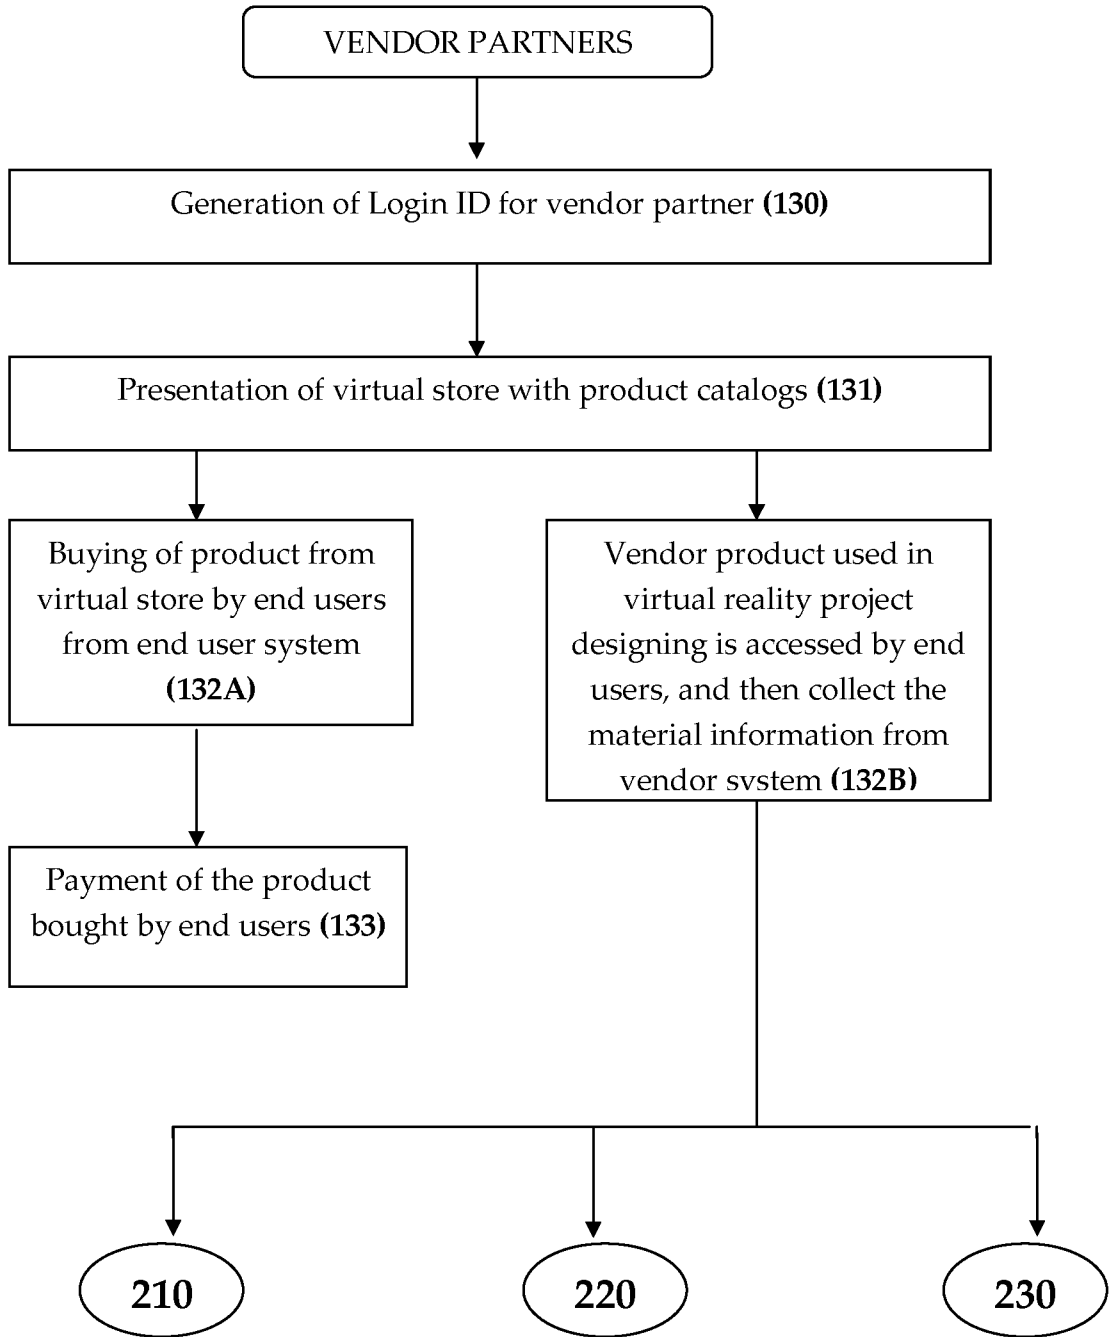 VENDOR PARTNERS
Generation of Login ID for vendor partner (130)
Presentation of virtual store with product catalogs (131)
Buying of product from
virtual store by end users
from end user system
(132A)
Vendor product used in
virtual reality project
designing is accessed by end
users, and then collect the
material information from
vendor system (132B)
Payment of the product
bought by end users (133)
210
220
230